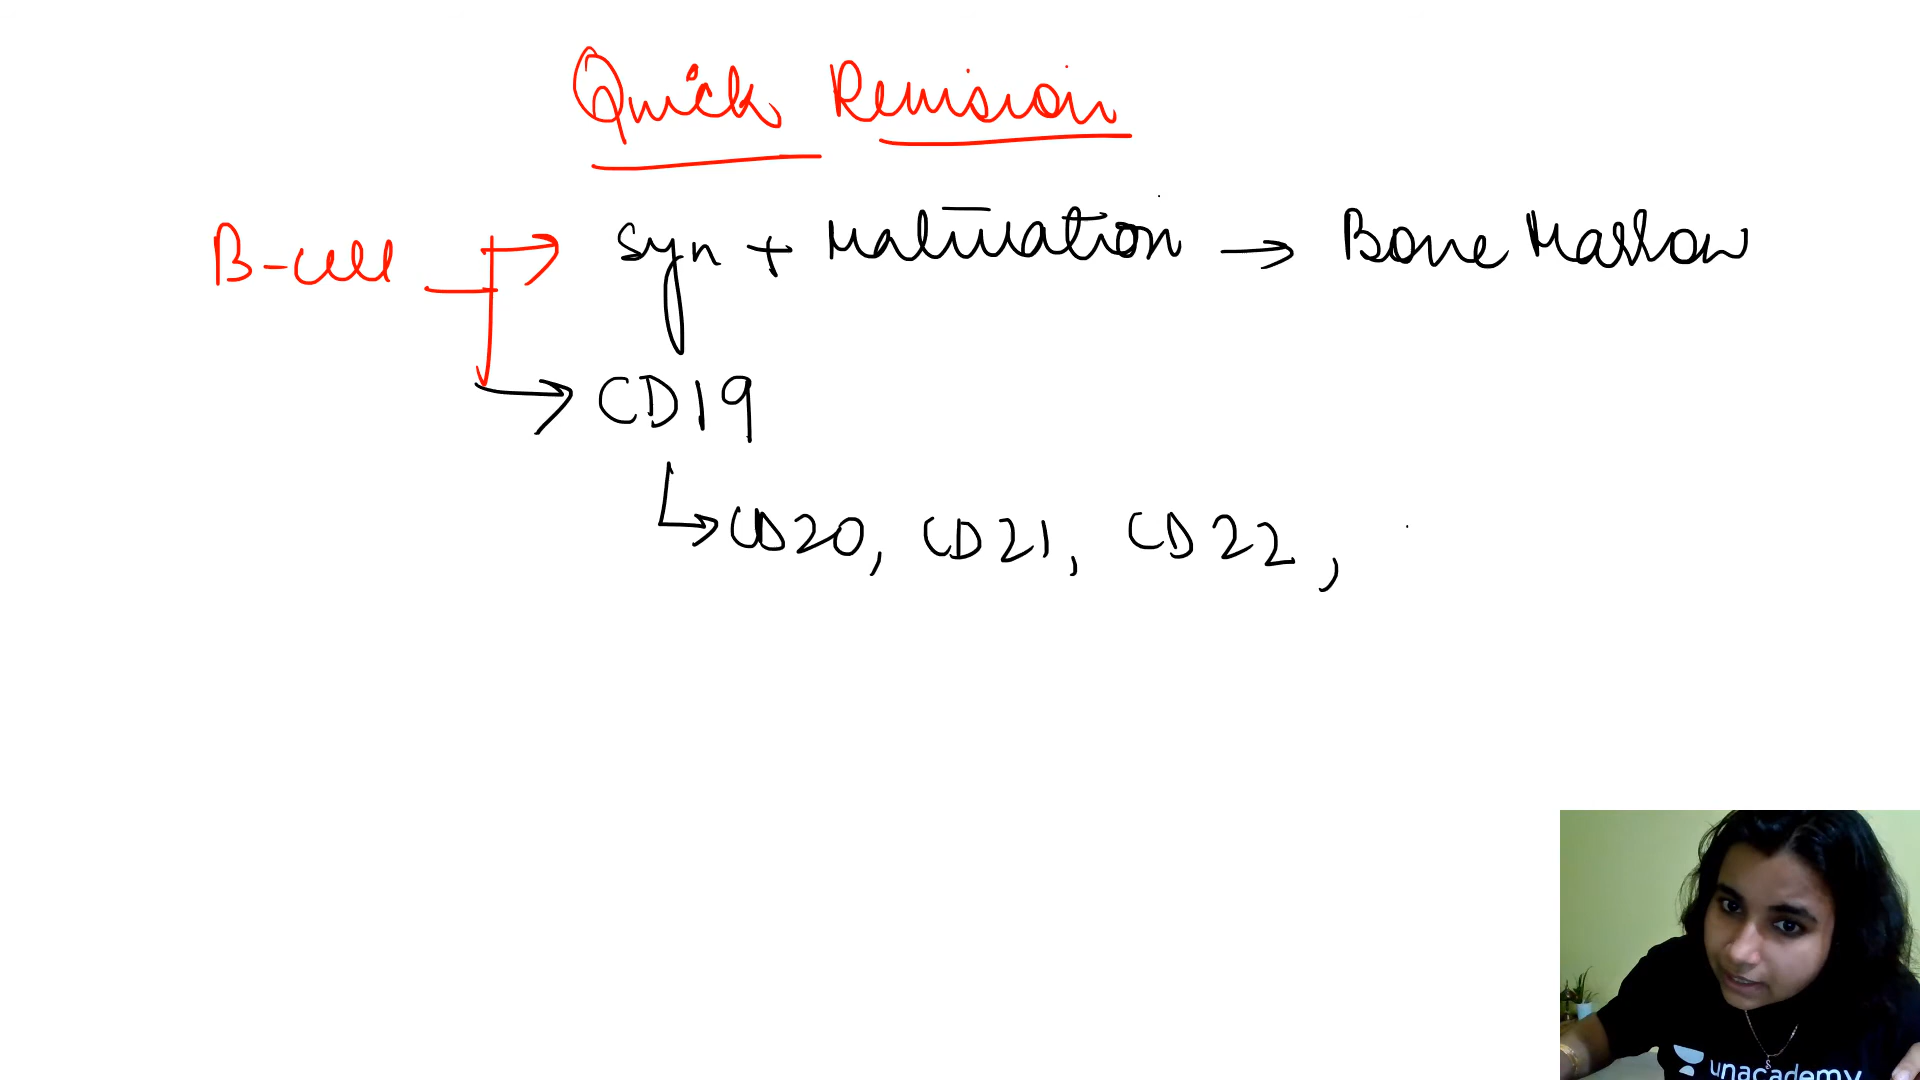 Quick Revision
B-cell → syn + Maturation → Bone Marrow
→ CD19
↳ CD20, CD21, CD22,
unacademy